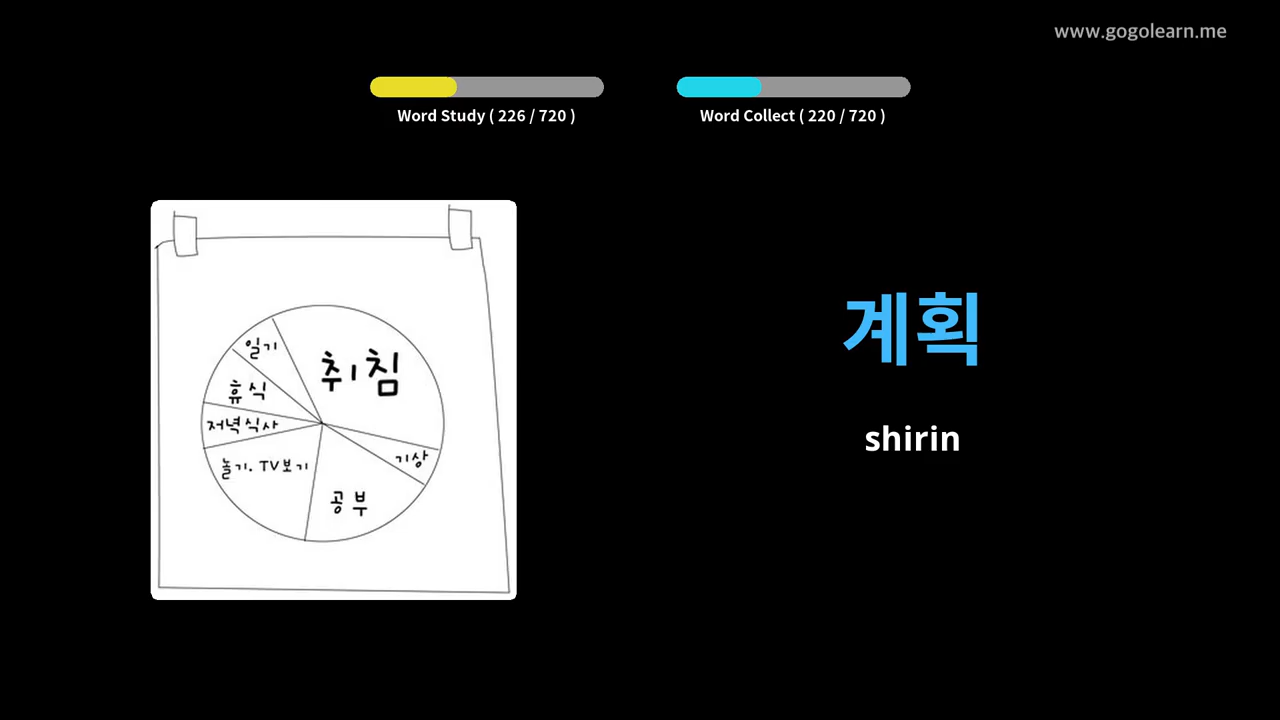 www.gogolearn.me
Word Study ( 226 / 720 )
Word Collect ( 220 / 720 )
일기
취침
휴식
저녁식사
기상
놀기. TV보기
공부
계획
shirin